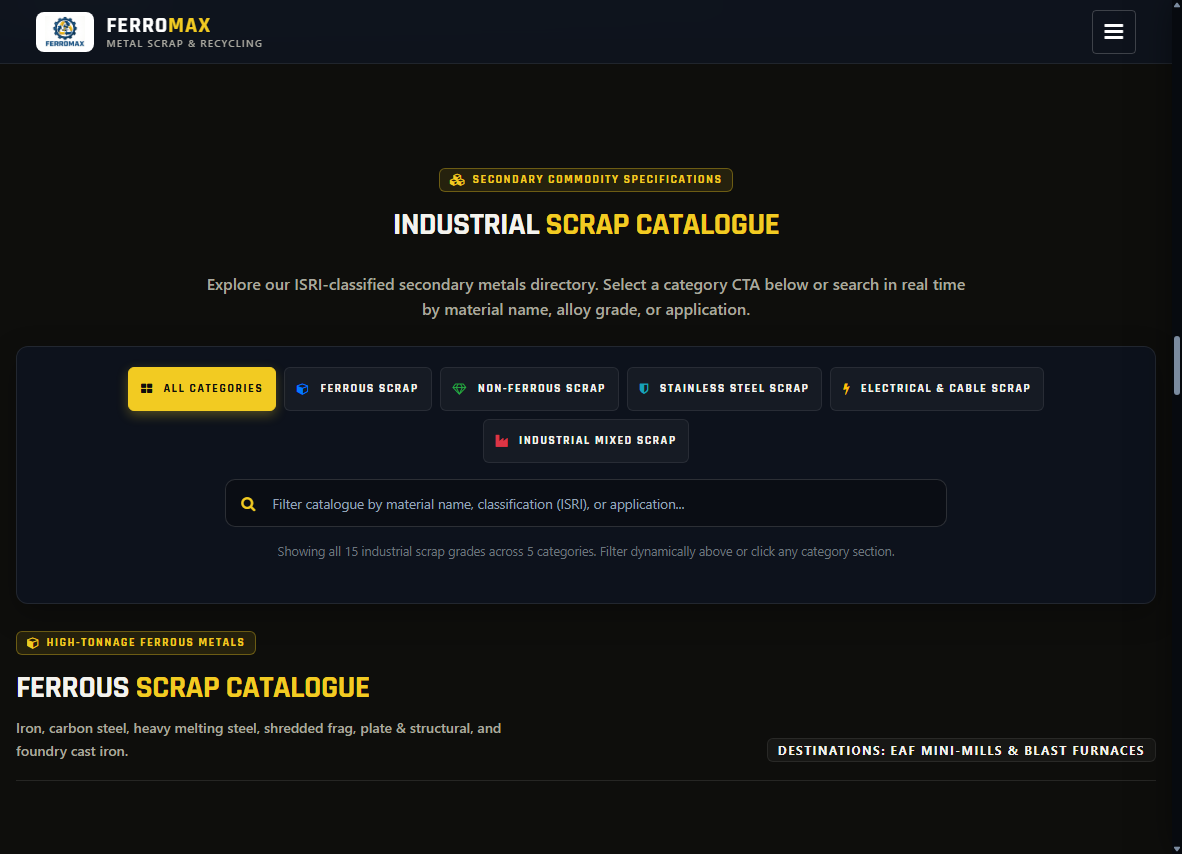 FERROMAX
FERROMAX
METAL SCRAP & RECYCLING
SECONDARY COMMODITY SPECIFICATIONS
INDUSTRIAL SCRAP CATALOGUE
Explore our ISRI-classified secondary metals directory. Select a category CTA below or search in real time
by material name, alloy grade, or application.
ALL CATEGORIES
FERROUS SCRAP
NON-FERROUS SCRAP
STAINLESS STEEL SCRAP
ELECTRICAL & CABLE SCRAP
INDUSTRIAL MIXED SCRAP
Filter catalogue by material name, classification (ISRI), or application...
Showing all 15 industrial scrap grades across 5 categories. Filter dynamically above or click any category section.
HIGH-TONNAGE FERROUS METALS
FERROUS SCRAP CATALOGUE
Iron, carbon steel, heavy melting steel, shredded frag, plate & structural, and
foundry cast iron.
DESTINATIONS: EAF MINI-MILLS & BLAST FURNACES